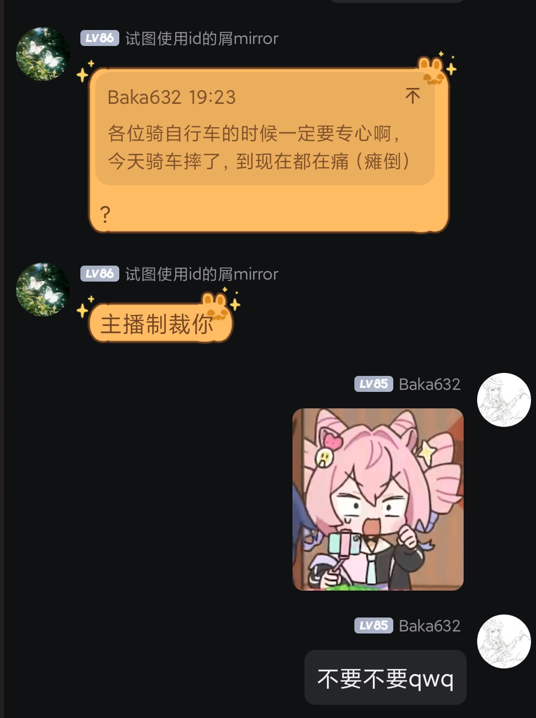 LV86 试图使用id的屑mirror
Baka632 19:23
各位骑自行车的时候一定要专心啊，
今天骑车摔了，到现在都在痛（瘫倒）
？
LV86 试图使用id的屑mirror
主播制裁你
LV85 Baka632
LV85 Baka632
不要不要qwq